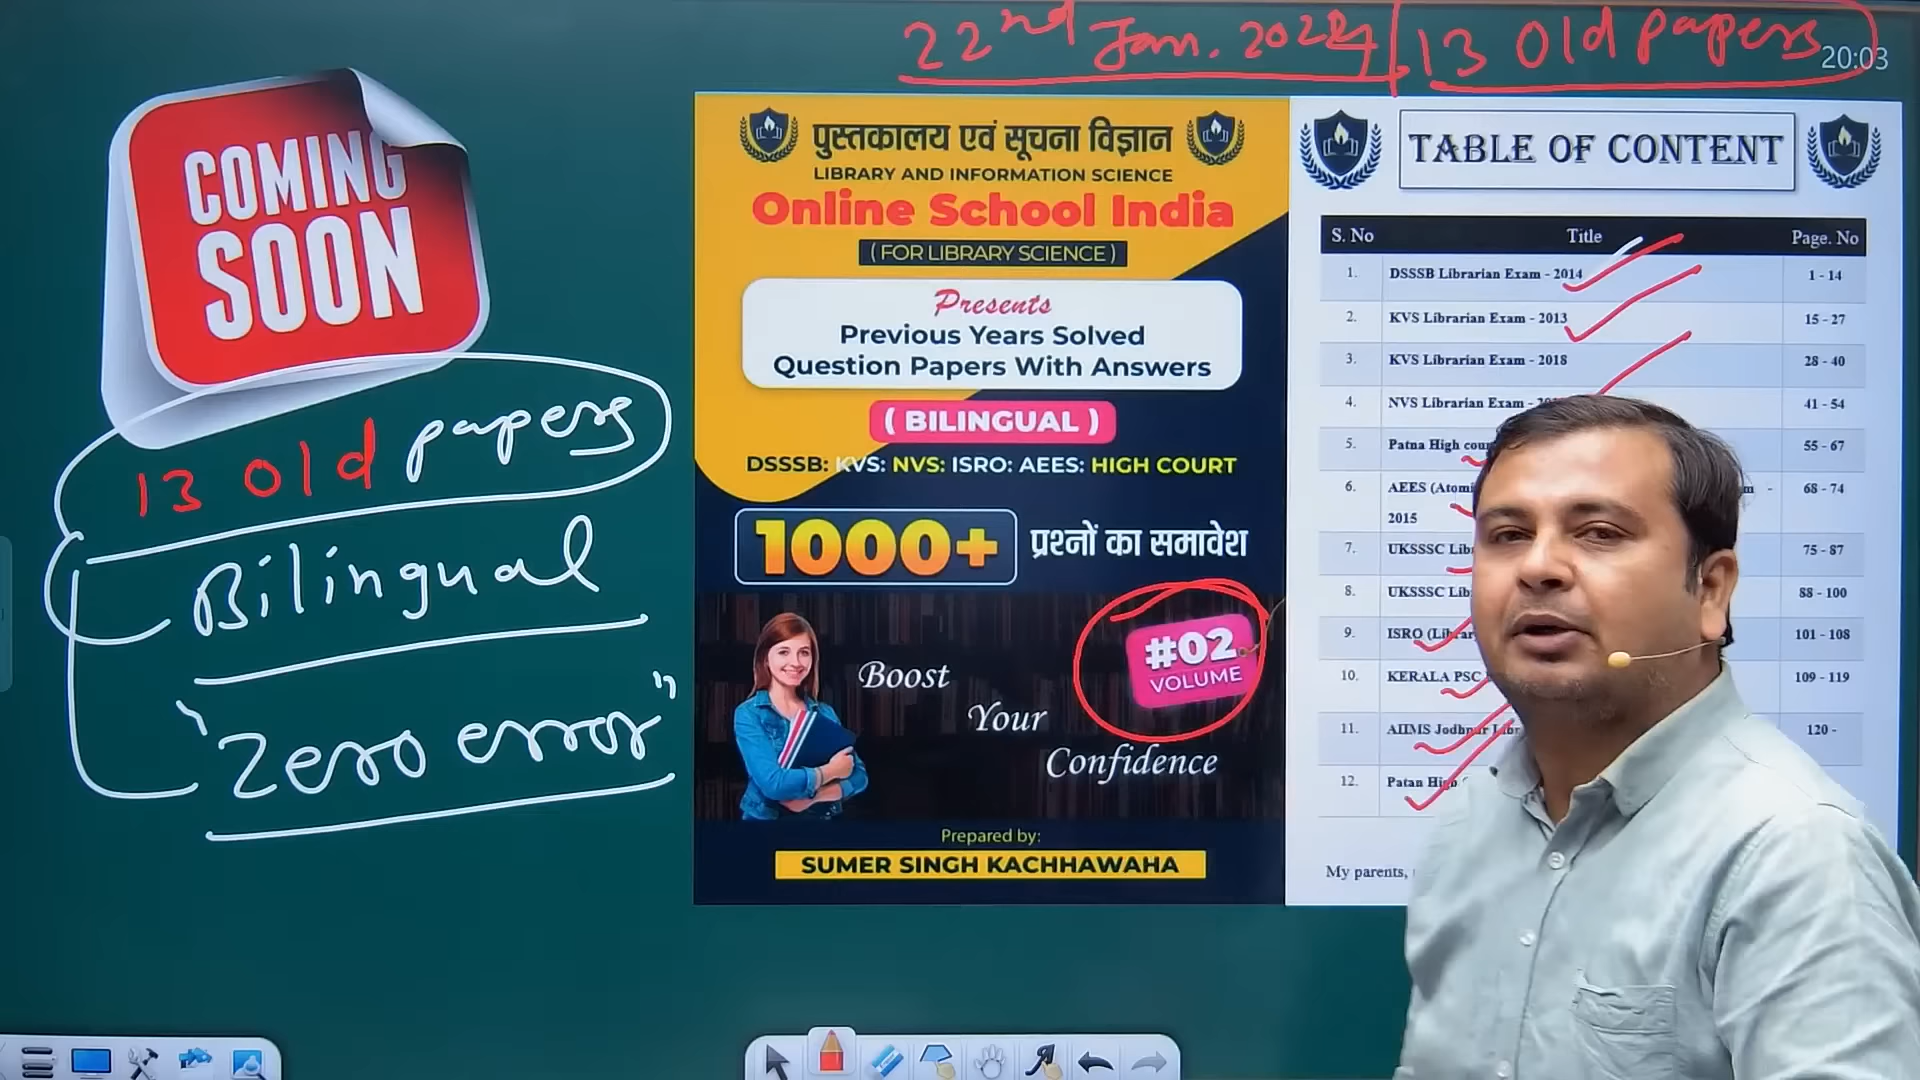 22nd Jan. 2024 13 Old papers
20:03
COMING
SOON
13 Old papers
Bilingual
"Zero error"
पुस्तकालय एवं सूचना विज्ञान
LIBRARY AND INFORMATION SCIENCE
Online School India
( FOR LIBRARY SCIENCE )
Presents
Previous Years Solved
Question Papers With Answers
( BILINGUAL )
DSSSB: KVS: NVS: ISRO: AEES: HIGH COURT
1000+ प्रश्नों का समावेश
#02
VOLUME
Boost
Your
Confidence
Prepared by:
SUMER SINGH KACHHAWAHA
TABLE OF CONTENT
S. No Title Page. No
1. DSSSB Librarian Exam - 2014 1 - 14
2. KVS Librarian Exam - 2013 15 - 27
3. KVS Librarian Exam - 2018 28 - 40
4. NVS Librarian Exam - 41 - 54
5. Patna High 55 - 67
6. AEES - 68 - 74
2015
7. UKSSSC 75 - 87
8. UKSSSC 88 - 100
9. ISRO 101 - 108
10. KERALA PSC 109 - 119
11. AIIMS Jodhpur 120 -
12. Patan 
My parents,